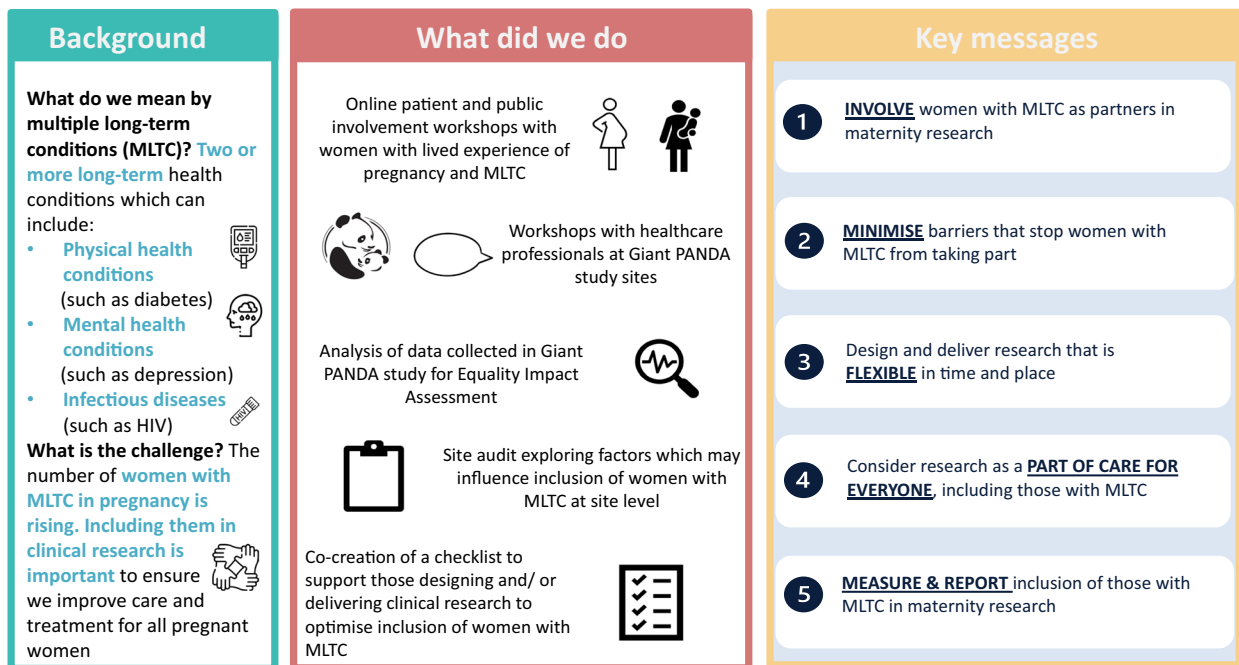 Background
What do we mean by
multiple long-term
conditions (MLTC)? Two or
more long-term health
conditions which can
include:
• Physical health
conditions
(such as diabetes)
• Mental health
conditions
(such as depression)
• Infectious diseases
(such as HIV)
HIV
What is the challenge? The
number of women with
MLTC in pregnancy is
rising. Including them in
clinical research is
important to ensure
we improve care and
treatment for all pregnant
women
What did we do
Online patient and public
involvement workshops with
women with lived experience of
pregnancy and MLTC
Workshops with healthcare
professionals at Giant PANDA
study sites
Analysis of data collected in Giant
PANDA study for Equality Impact
Assessment
Site audit exploring factors which may
influence inclusion of women with
MLTC at site level
Co-creation of a checklist to
support those designing and/ or
delivering clinical research to
optimise inclusion of women with
MLTC
Key messages
1 INVOLVE women with MLTC as partners in
maternity research
2 MINIMISE barriers that stop women with
MLTC from taking part
3 Design and deliver research that is
FLEXIBLE in time and place
4 Consider research as a PART OF CARE FOR
EVERYONE, including those with MLTC
5 MEASURE & REPORT inclusion of those with
MLTC in maternity research